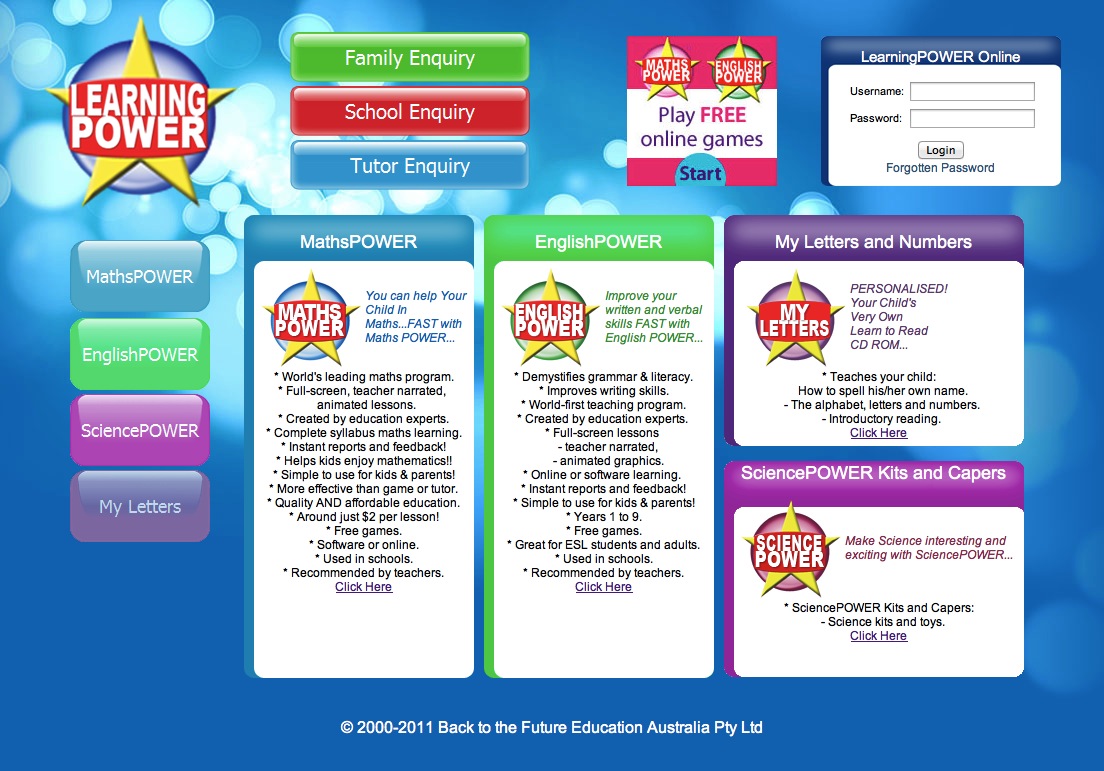 LEARNING
POWER
Family Enquiry
School Enquiry
Tutor Enquiry
MATHS
POWER
ENGLISH
POWER
Play FREE
online games
Start
LearningPOWER Online
Username:
Password:
Login
Forgotten Password
MathsPOWER
EnglishPOWER
SciencePOWER
My Letters
MathsPOWER
MATHS
POWER
You can help Your
Child In
Maths...FAST with
Maths POWER...
* World's leading maths program.
* Full-screen, teacher narrated,
animated lessons.
* Created by education experts.
* Complete syllabus maths learning.
* Instant reports and feedback!
* Helps kids enjoy mathematics!!
* Simple to use for kids & parents!
* More effective than game or tutor.
* Quality AND affordable education.
* Around just $2 per lesson!
* Free games.
* Software or online.
* Used in schools.
* Recommended by teachers.
Click Here
EnglishPOWER
ENGLISH
POWER
Improve your
written and verbal
skills FAST with
English POWER...
* Demystifies grammar & literacy.
* Improves writing skills.
* World-first teaching program.
* Created by education experts.
* Full-screen lessons
- teacher narrated,
- animated graphics.
* Online or software learning.
* Instant reports and feedback!
* Simple to use for kids & parents!
* Years 1 to 9.
* Free games.
* Great for ESL students and adults.
* Used in schools.
* Recommended by teachers.
Click Here
My Letters and Numbers
MY
LETTERS
PERSONALISED!
Your Child's
Very Own
Learn to Read
CD ROM...
* Teaches your child:
How to spell his/her own name.
- The alphabet, letters and numbers.
- Introductory reading.
Click Here
SciencePOWER Kits and Capers
SCIENCE
POWER
Make Science interesting and
exciting with SciencePOWER...
* SciencePOWER Kits and Capers:
- Science kits and toys.
Click Here
© 2000-2011 Back to the Future Education Australia Pty Ltd